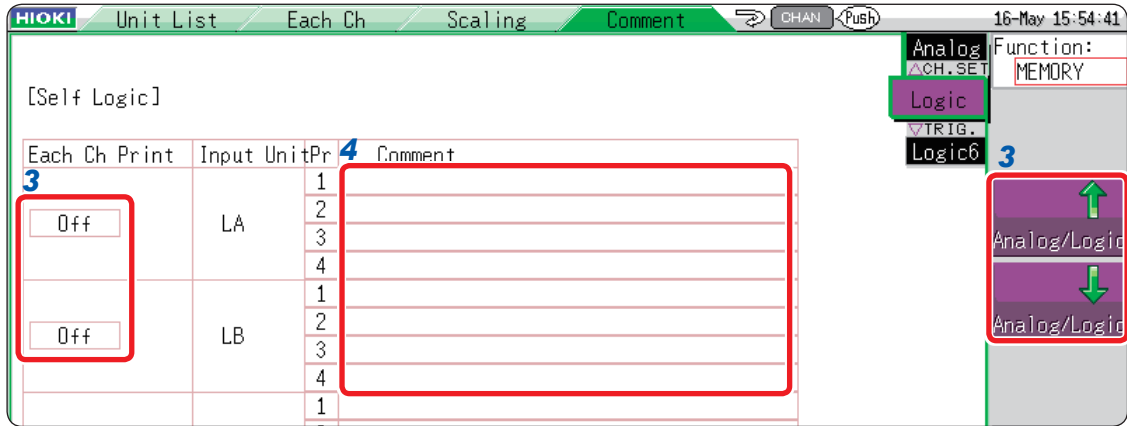 HIOKI Unit List Each Ch Scaling Comment CHAN Push 16-May 15:54:41
Analog Function:
△CH.SET MEMORY
[Self Logic] Logic
▽TRIG.
Each Ch Print Input Unit Pr 4 Comment Logic6 3
3 1
Off LA 2
3 Analog/Logic
4
1
Off LB 2 Analog/Logic
3
4
1